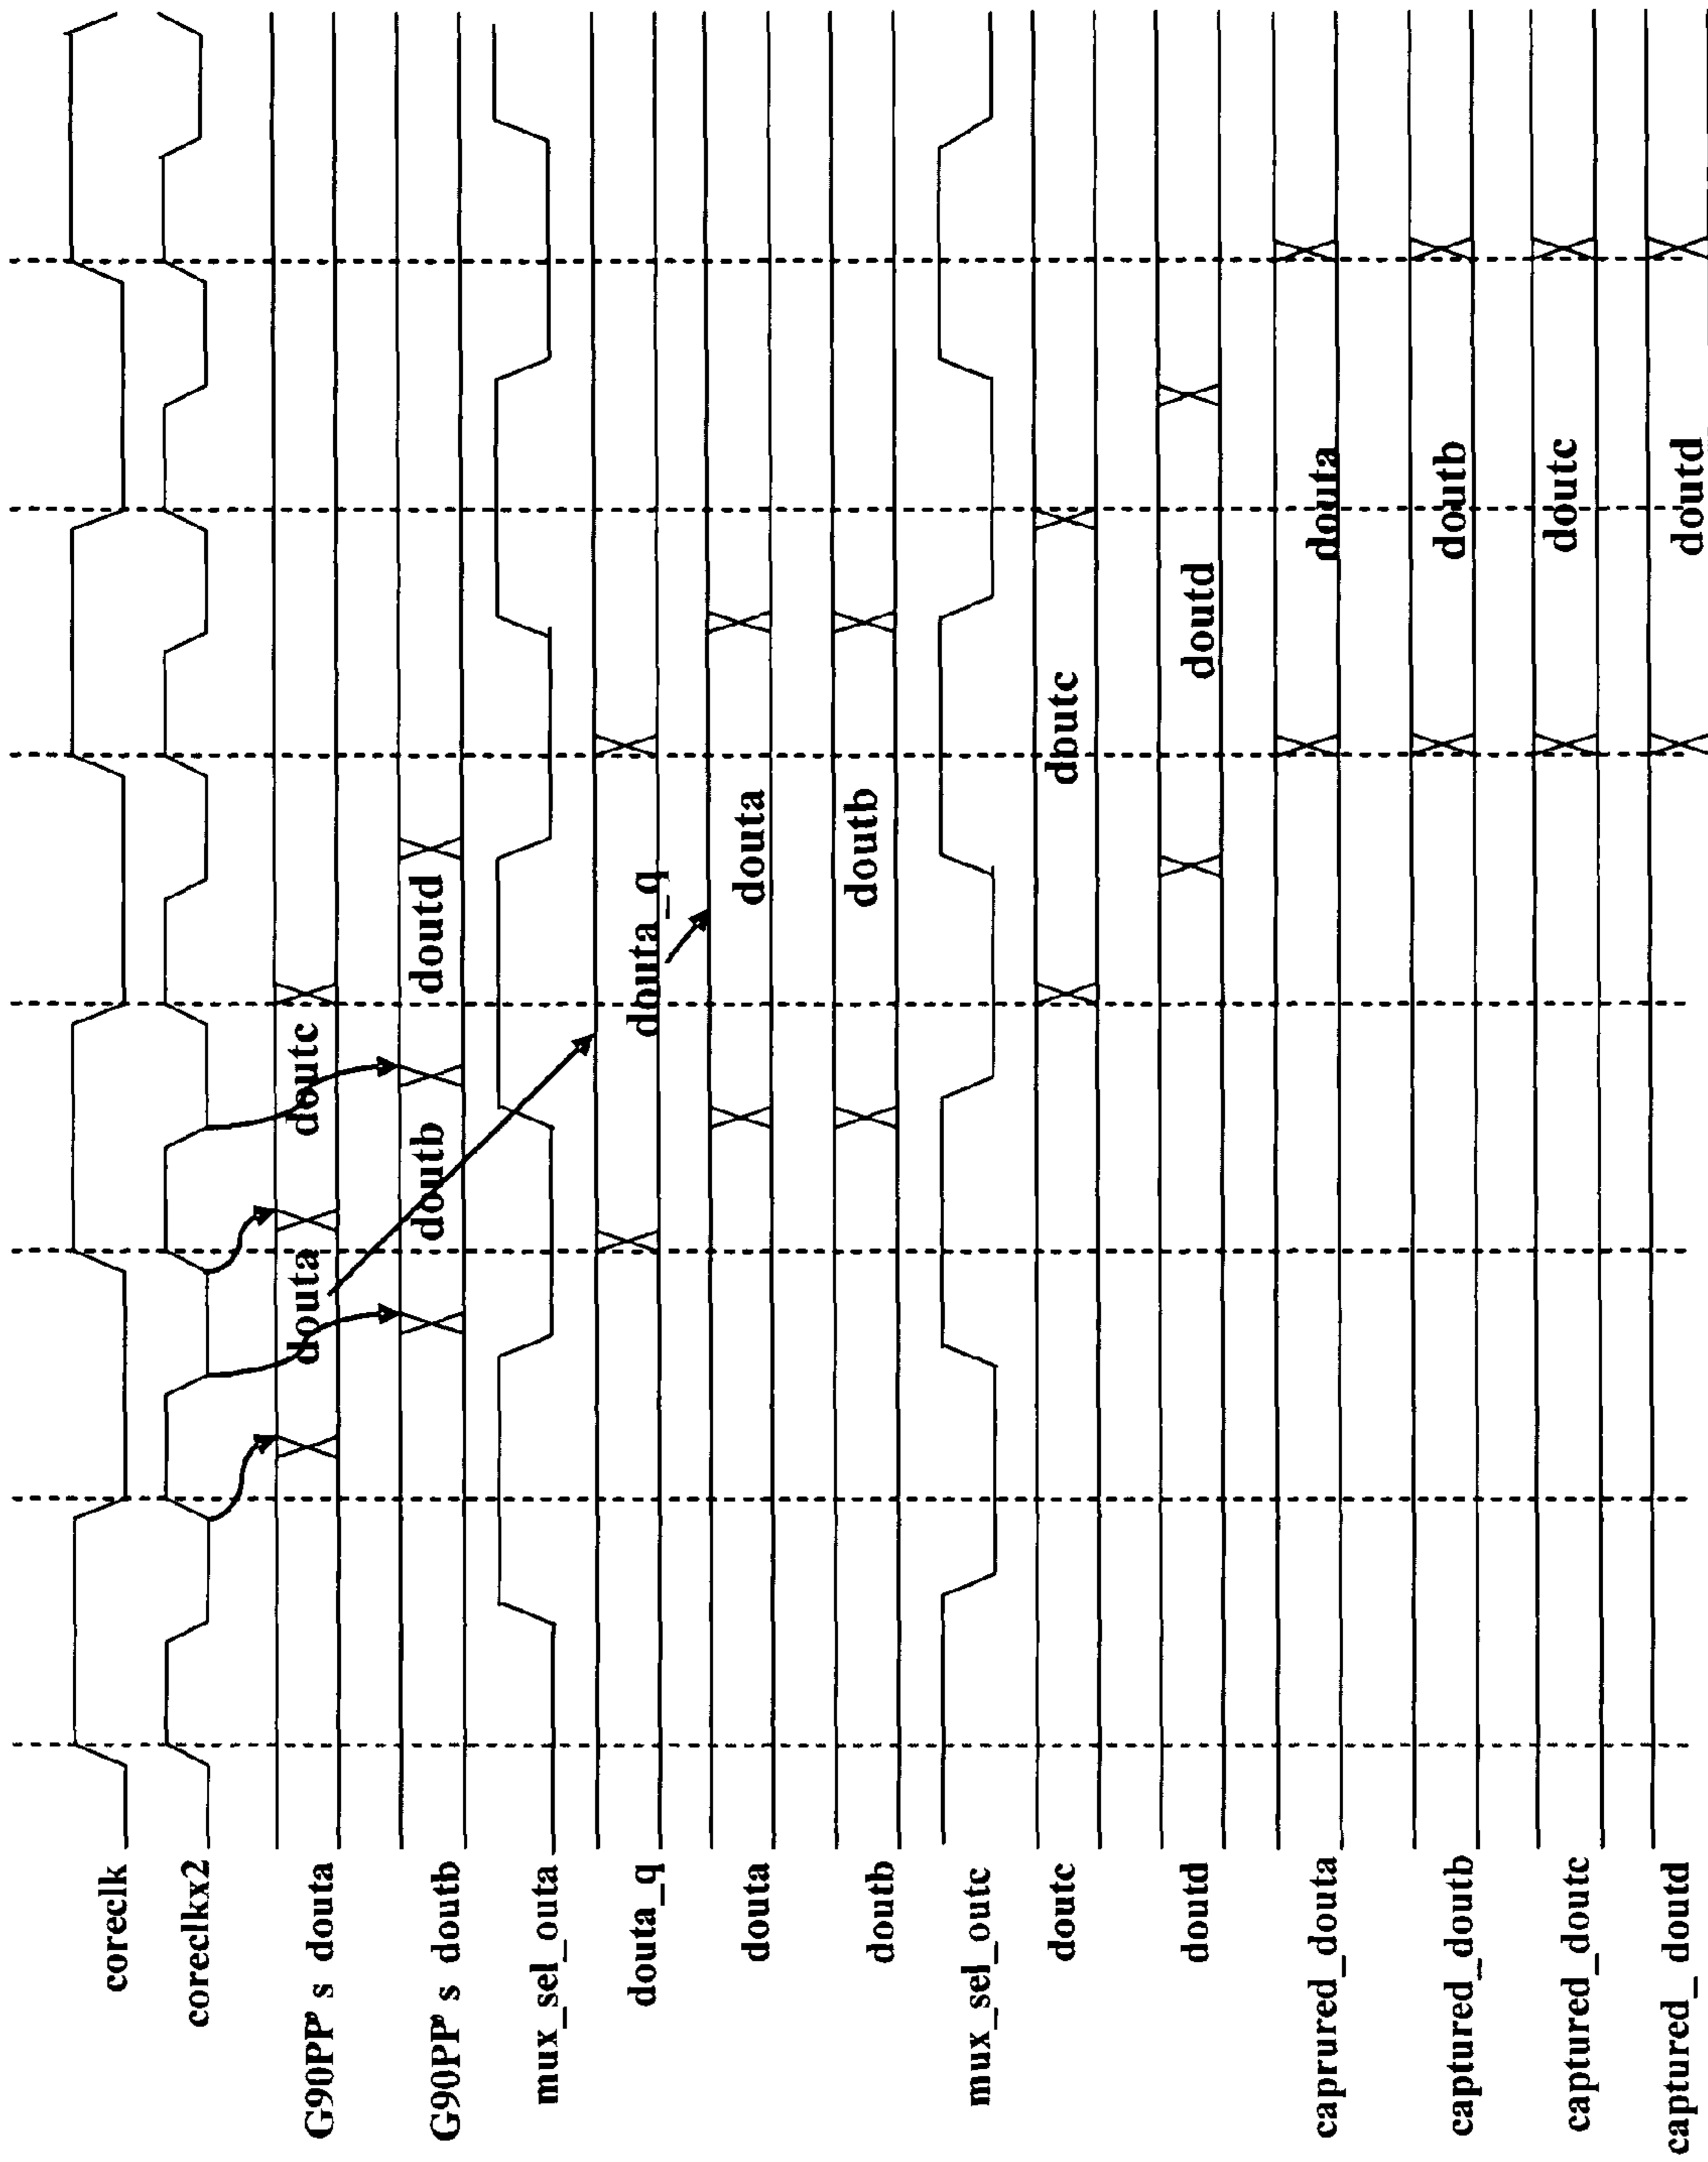 coreclk
coreclkx2
G90PP's douta
douta
doutc
G90PP's doutb
doutb
doutd
mux_sel_outa
douta_q
douta_q
douta
douta
doutb
doutb
mux_sel_outc
doutc
doutc
doutd
doutd
caprured_douta
douta
captured_doutb
doutb
captured_doutc
doutc
captured_doutd
doutd